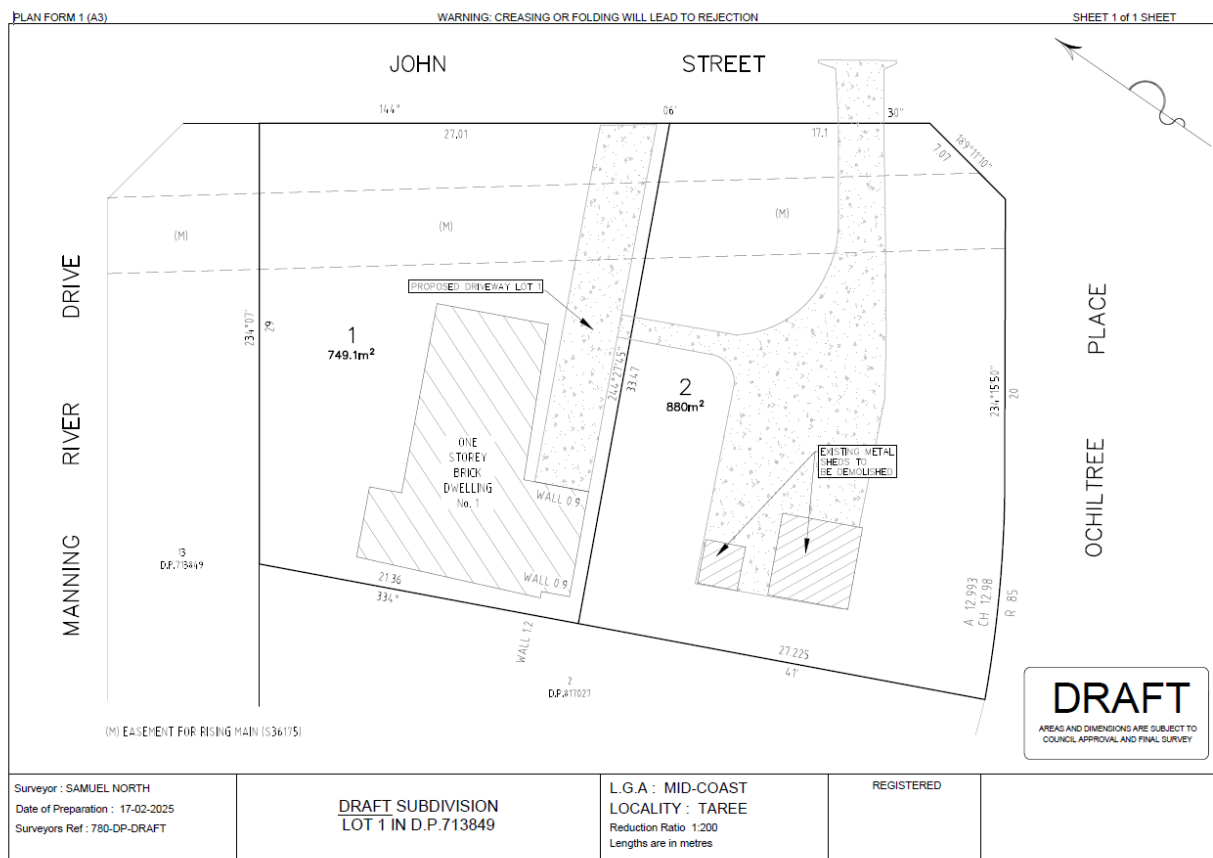 PLAN FORM 1 (A3)
WARNING: CREASING OR FOLDING WILL LEAD TO REJECTION
SHEET 1 of 1 SHEET
JOHN STREET
144° 06' 30"
27.01
17.1
189°11'10"
7.07
(M)
(M)
(M)
MANNING RIVER DRIVE
234°07'
29
PROPOSED DRIVEWAY LOT 1
1
749.1m²
244°27'45"
33.47
2
880m²
234°15'50"
20
OCHILTREE PLACE
ONE
STOREY
BRICK
DWELLING
No. 1
WALL 0.9
EXISTING METAL
SHEDS TO
BE DEMOLISHED
13
D.P.713849
21.36
334°
WALL 0.9
WALL 1.2
27.225
41'
A 12.993
CH 12.98
R 85
2
D.P.817027
(M) EASEMENT FOR RISING MAIN (S36175)
DRAFT
AREAS AND DIMENSIONS ARE SUBJECT TO
COUNCIL APPROVAL AND FINAL SURVEY
Surveyor : SAMUEL NORTH
Date of Preparation : 17-02-2025
Surveyors Ref : 780-DP-DRAFT
DRAFT SUBDIVISION
LOT 1 IN D.P.713849
L.G.A : MID-COAST
LOCALITY : TAREE
Reduction Ratio 1:200
Lengths are in metres
REGISTERED